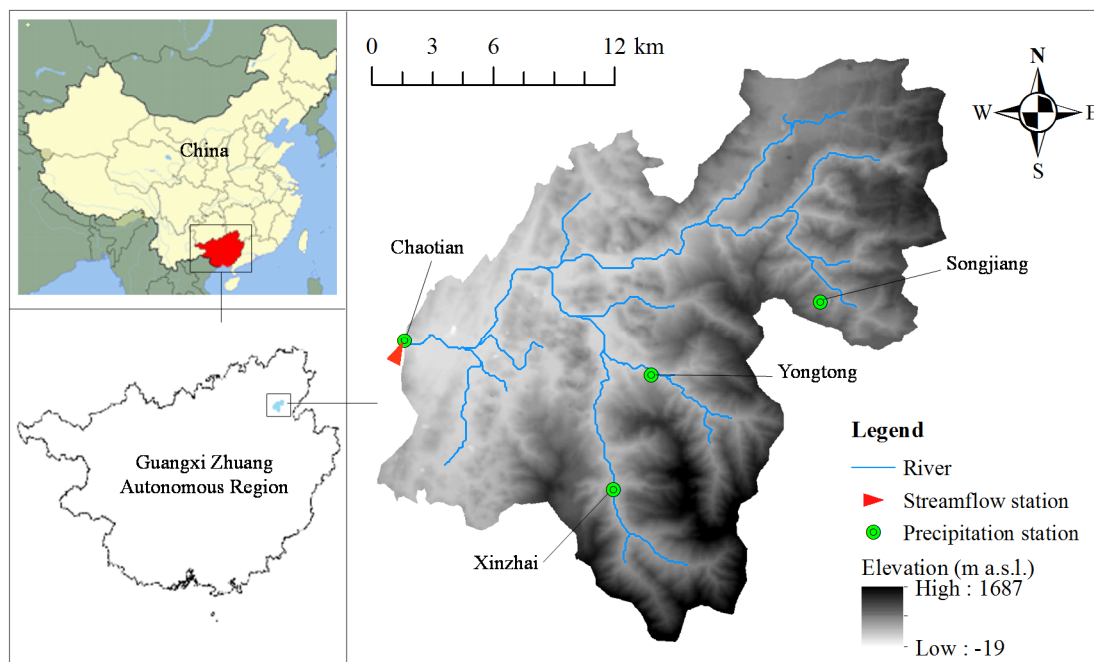 China
Guangxi Zhuang
Autonomous Region
0 3 6 12 km
N
W E
S
Chaotian
Songjiang
Yongtong
Xinzhai
Legend
River
Streamflow station
Precipitation station
Elevation (m a.s.l.)
High : 1687
Low : -19